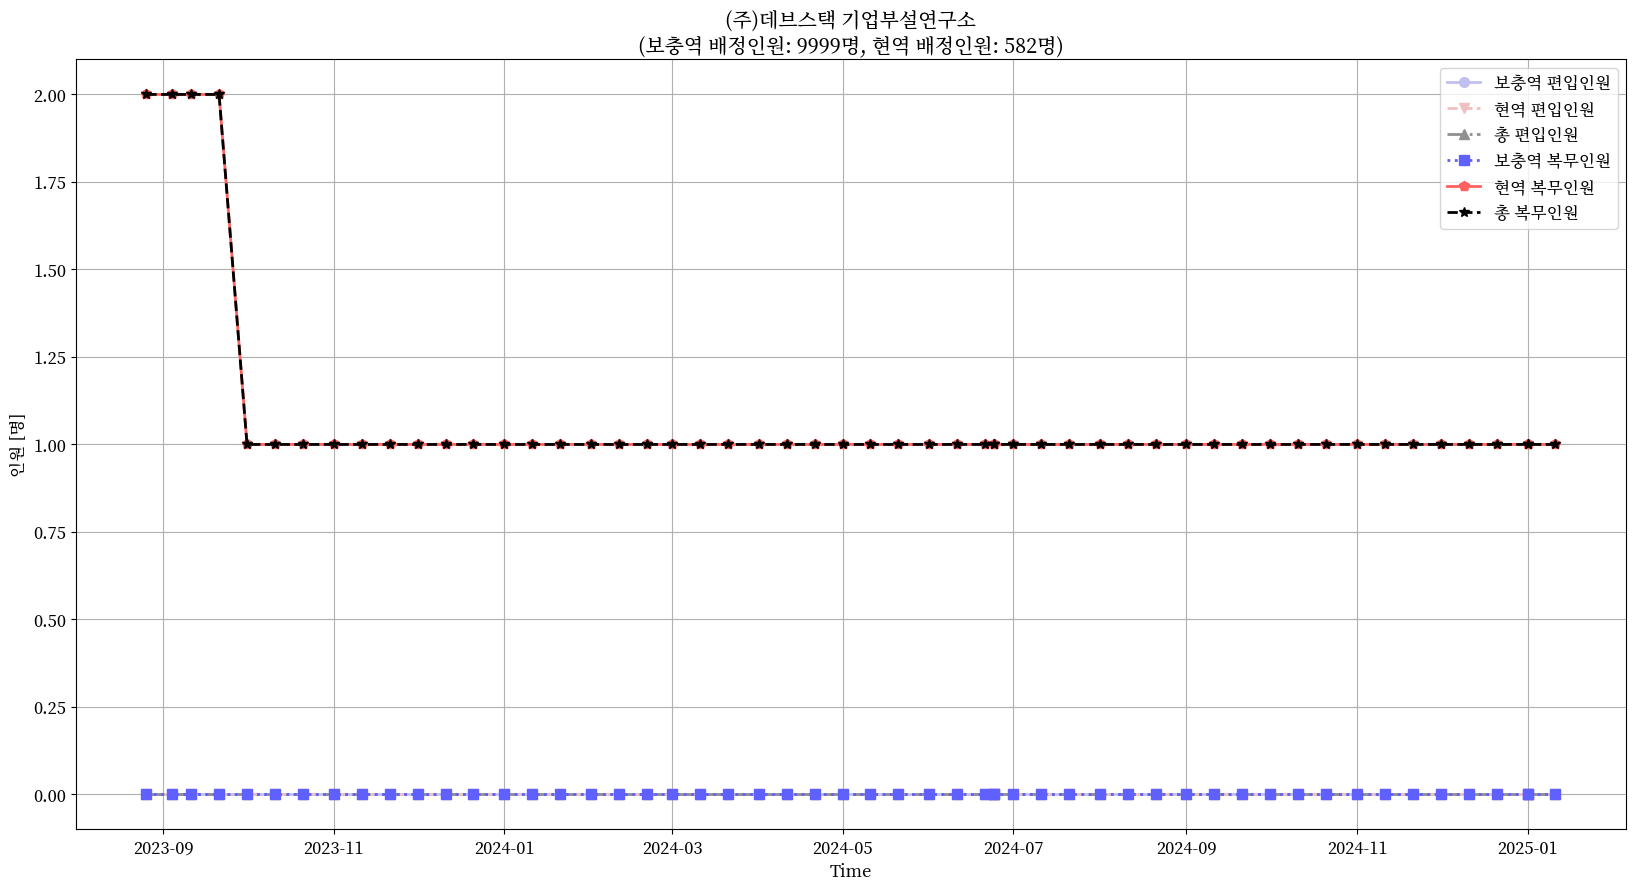 (주)데브스택 기업부설연구소
(보충역 배정인원: 9999명, 현역 배정인원: 582명)
보충역 편입인원
현역 편입인원
총 편입인원
보충역 복무인원
현역 복무인원
총 복무인원
2.00
1.75
1.50
1.25
1.00
0.75
0.50
0.25
0.00
인원 [명]
2023-09 2023-11 2024-01 2024-03 2024-05 2024-07 2024-09 2024-11 2025-01
Time